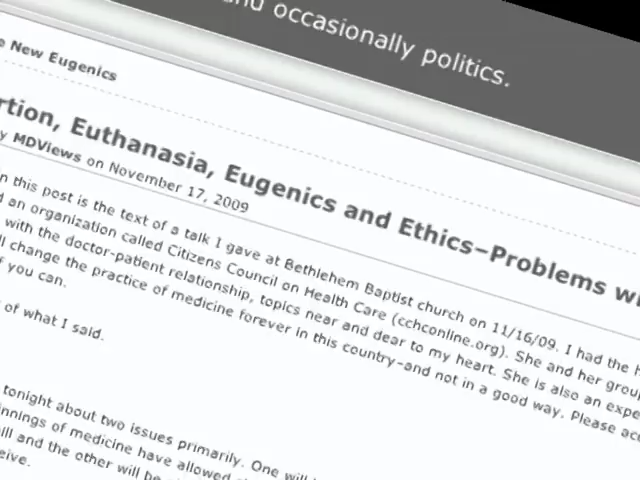 and occasionally politics.
New Eugenics
rtion, Euthanasia, Eugenics and Ethics–Problems wi
y MDViews on November 17, 2009
n this post is the text of a talk I gave at Bethlehem Baptist church on 11/16/09. I had the h
d an organization called Citizens Council on Health Care (cchconline.org). She and her group
with the doctor-patient relationship, topics near and dear to my heart. She is also an expe
ll change the practice of medicine forever in this country–and not in a good way. Please acc
f you can.
of what I said.
tonight about two issues primarily. One will
innings of medicine have allowed
ill and the other will be
eive.